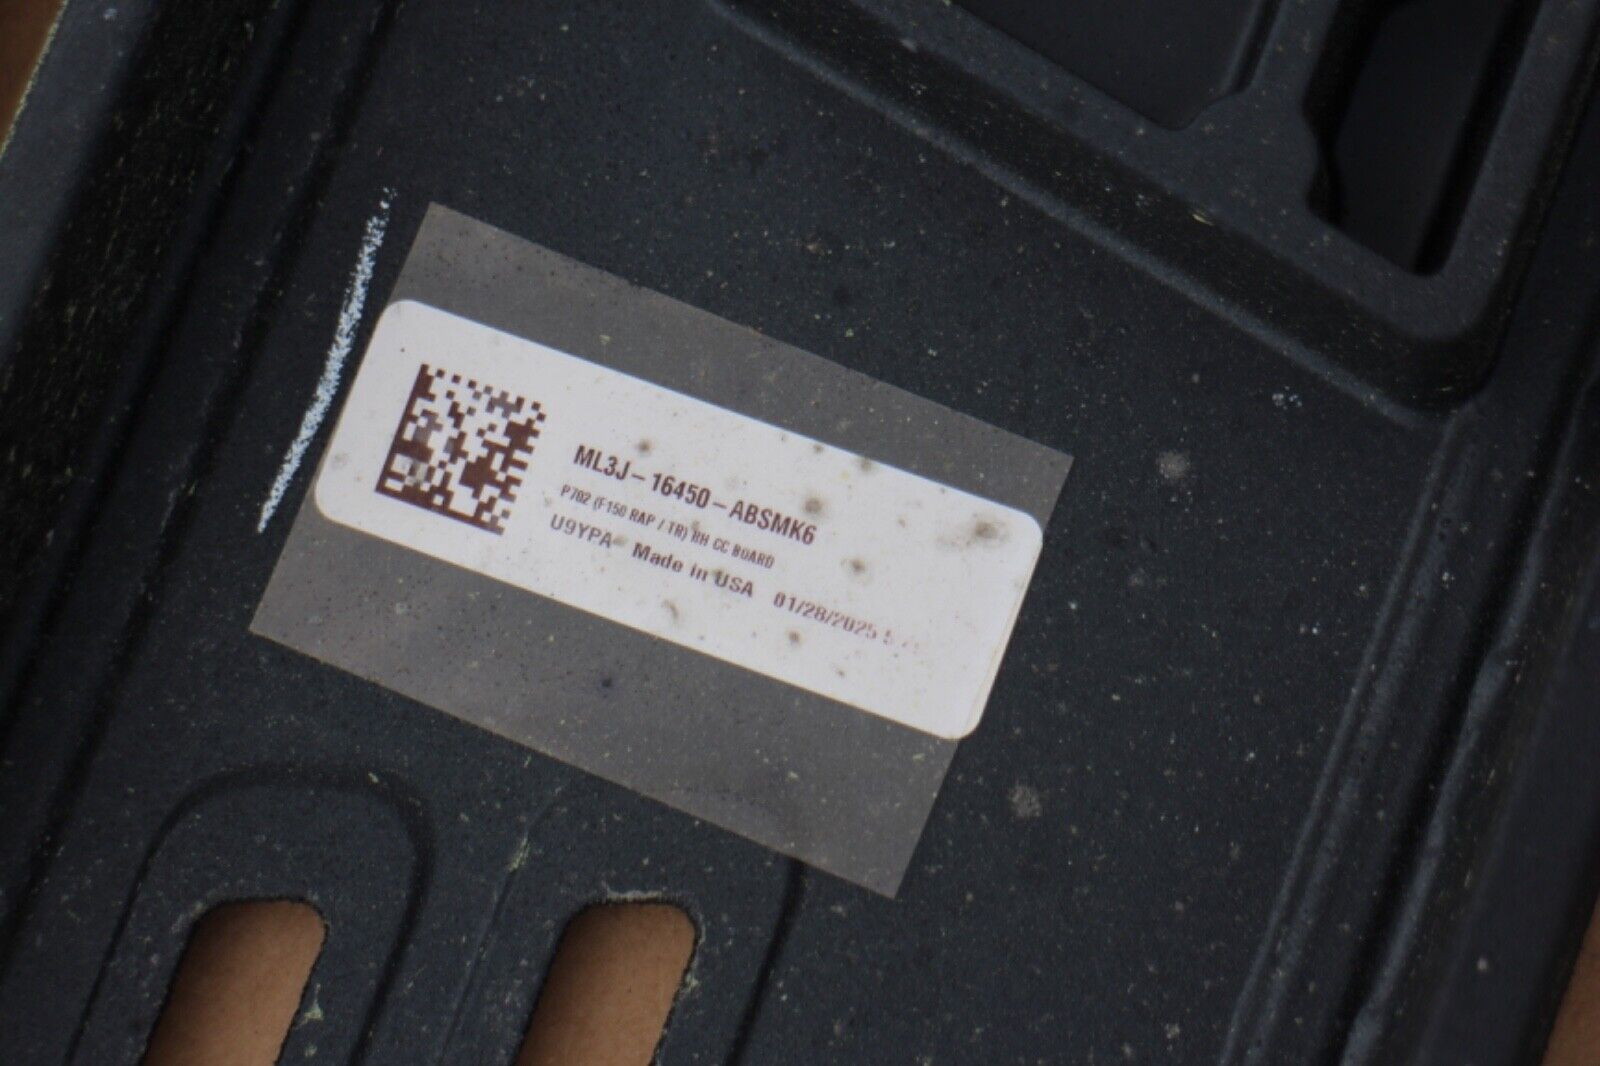 ML3J-16450-ABSMK6
P702 (F150 RAP / TR) RH CC BOARD
U9YPA Made in USA 01/28/2025